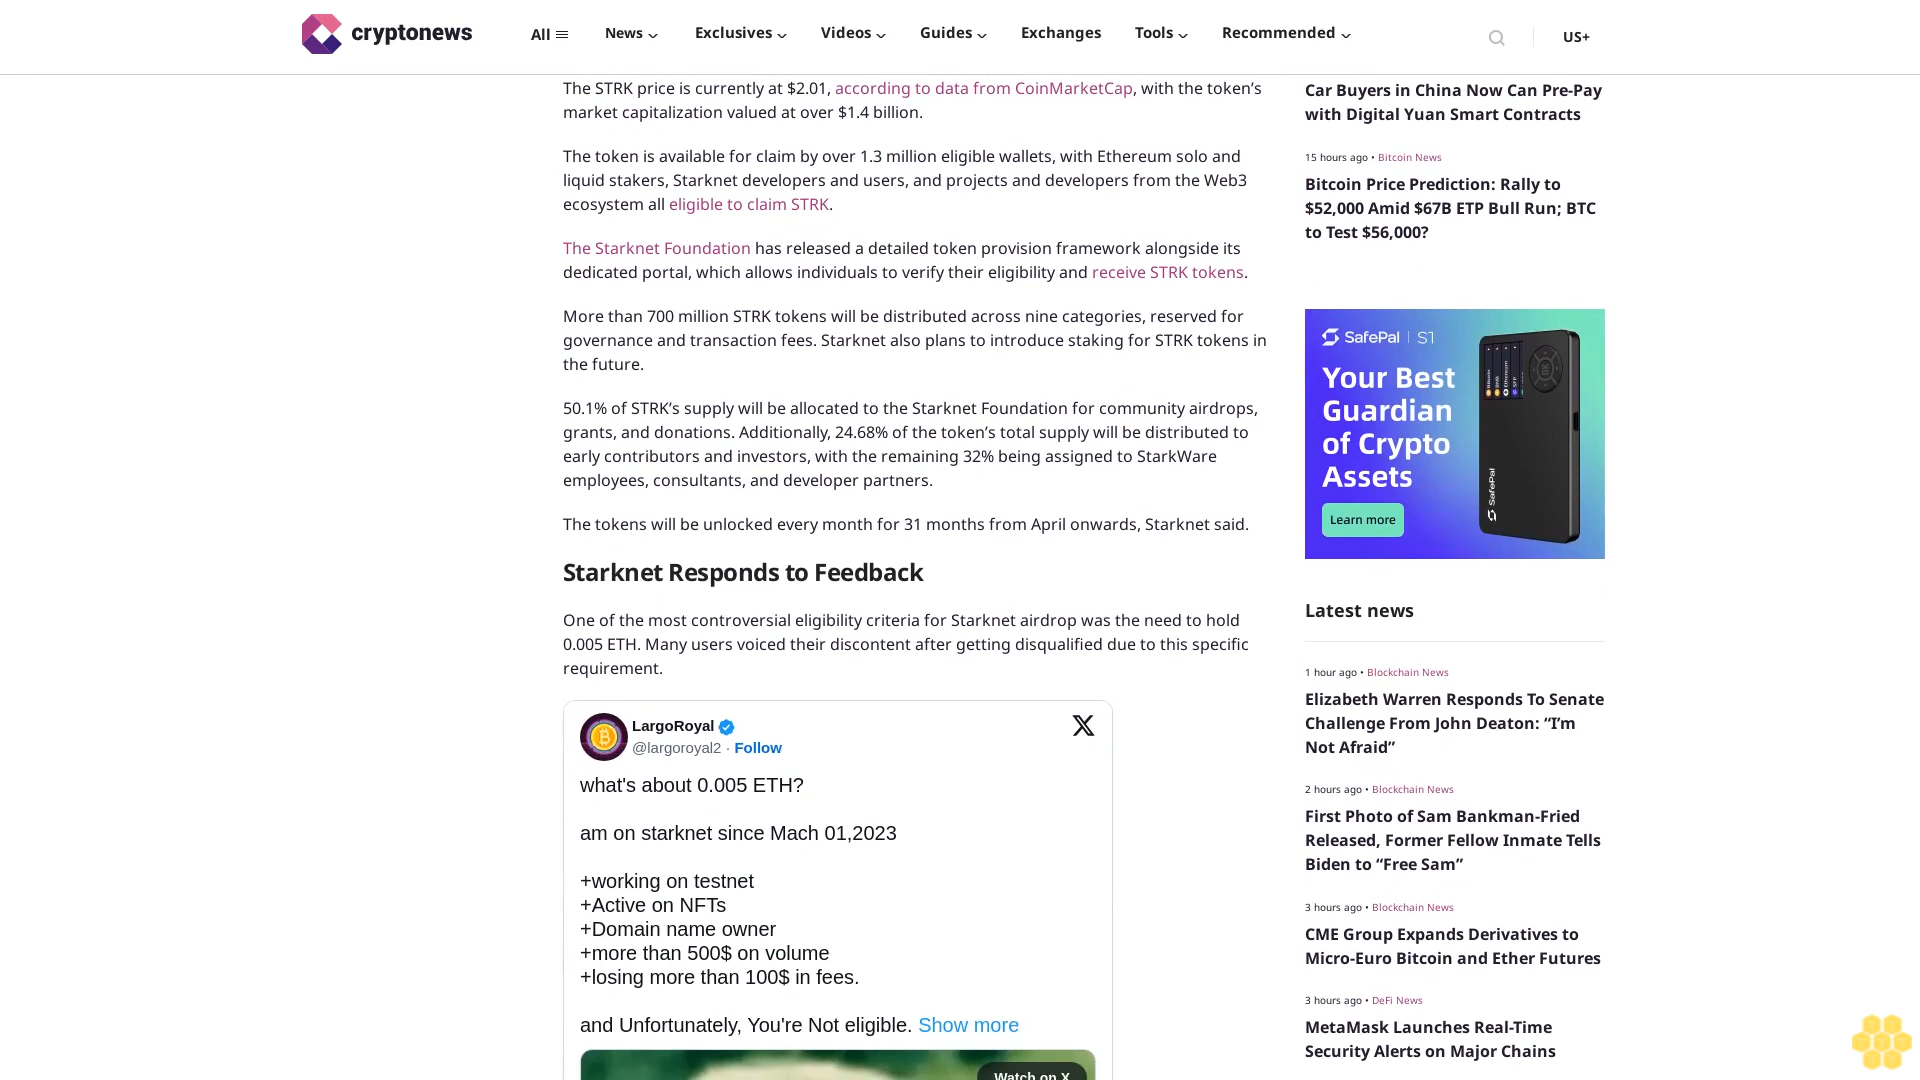 cryptonews
All
News
Exclusives
Videos
Guides
Exchanges
Tools
Recommended
US+
The STRK price is currently at $2.01, according to data from CoinMarketCap, with the token’s
market capitalization valued at over $1.4 billion.
The token is available for claim by over 1.3 million eligible wallets, with Ethereum solo and
liquid stakers, Starknet developers and users, and projects and developers from the Web3
ecosystem all eligible to claim STRK.
The Starknet Foundation has released a detailed token provision framework alongside its
dedicated portal, which allows individuals to verify their eligibility and receive STRK tokens.
More than 700 million STRK tokens will be distributed across nine categories, reserved for
governance and transaction fees. Starknet also plans to introduce staking for STRK tokens in
the future.
50.1% of STRK’s supply will be allocated to the Starknet Foundation for community airdrops,
grants, and donations. Additionally, 24.68% of the token’s total supply will be distributed to
early contributors and investors, with the remaining 32% being assigned to StarkWare
employees, consultants, and developer partners.
The tokens will be unlocked every month for 31 months from April onwards, Starknet said.
Starknet Responds to Feedback
One of the most controversial eligibility criteria for Starknet airdrop was the need to hold
0.005 ETH. Many users voiced their discontent after getting disqualified due to this specific
requirement.
LargoRoyal
@largoroyal2 · Follow
what's about 0.005 ETH?
am on starknet since Mach 01,2023
+working on testnet
+Active on NFTs
+Domain name owner
+more than 500$ on volume
+losing more than 100$ in fees.
and Unfortunately, You're Not eligible. Show more
Watch on X
Car Buyers in China Now Can Pre-Pay
with Digital Yuan Smart Contracts
15 hours ago • Bitcoin News
Bitcoin Price Prediction: Rally to
$52,000 Amid $67B ETP Bull Run; BTC
to Test $56,000?
SafePal | S1
Your Best
Guardian
of Crypto
Assets
Learn more
SafePal
Latest news
1 hour ago • Blockchain News
Elizabeth Warren Responds To Senate
Challenge From John Deaton: “I’m
Not Afraid”
2 hours ago • Blockchain News
First Photo of Sam Bankman-Fried
Released, Former Fellow Inmate Tells
Biden to “Free Sam”
3 hours ago • Blockchain News
CME Group Expands Derivatives to
Micro-Euro Bitcoin and Ether Futures
3 hours ago • DeFi News
MetaMask Launches Real-Time
Security Alerts on Major Chains